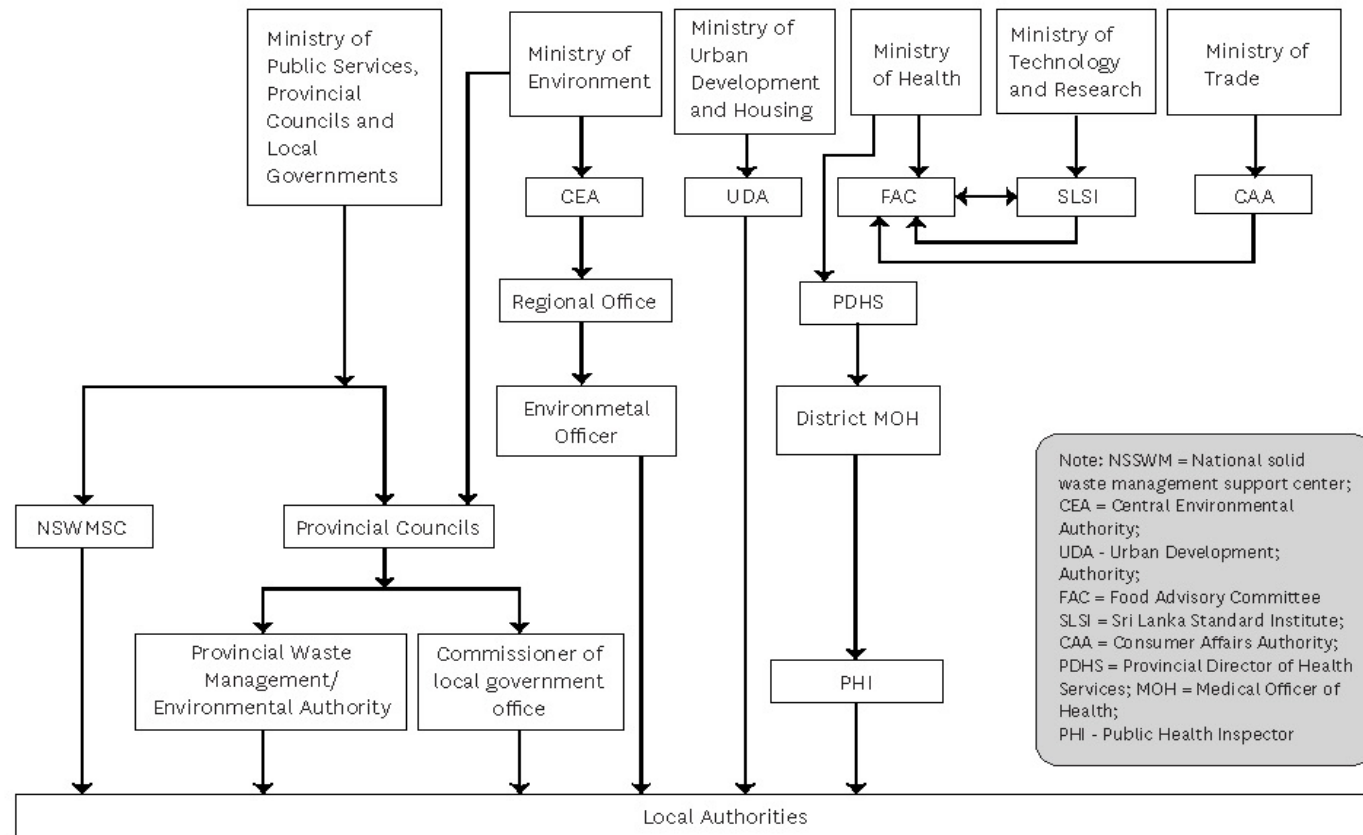 Ministry of
Public Services,
Provincial
Councils and
Local
Governments
Ministry of
Environment
Ministry of
Urban
Development
and Housing
Ministry
of Health
Ministry of
Technology
and Research
Ministry of
Trade
CEA
UDA
FAC
SLSI
CAA
Regional Office
PDHS
Environmetal
Officer
District MOH
NSWMSC
Provincial Councils
Provincial Waste
Management/
Environmental Authority
Commissioner of
local government
office
PHI
Note: NSSWM = National solid
waste management support center;
CEA = Central Environmental
Authority;
UDA - Urban Development;
Authority;
FAC = Food Advisory Committee
SLSI = Sri Lanka Standard Institute;
CAA = Consumer Affairs Authority;
PDHS = Provincial Director of Health
Services; MOH = Medical Officer of
Health;
PHI - Public Health Inspector
Local Authorities